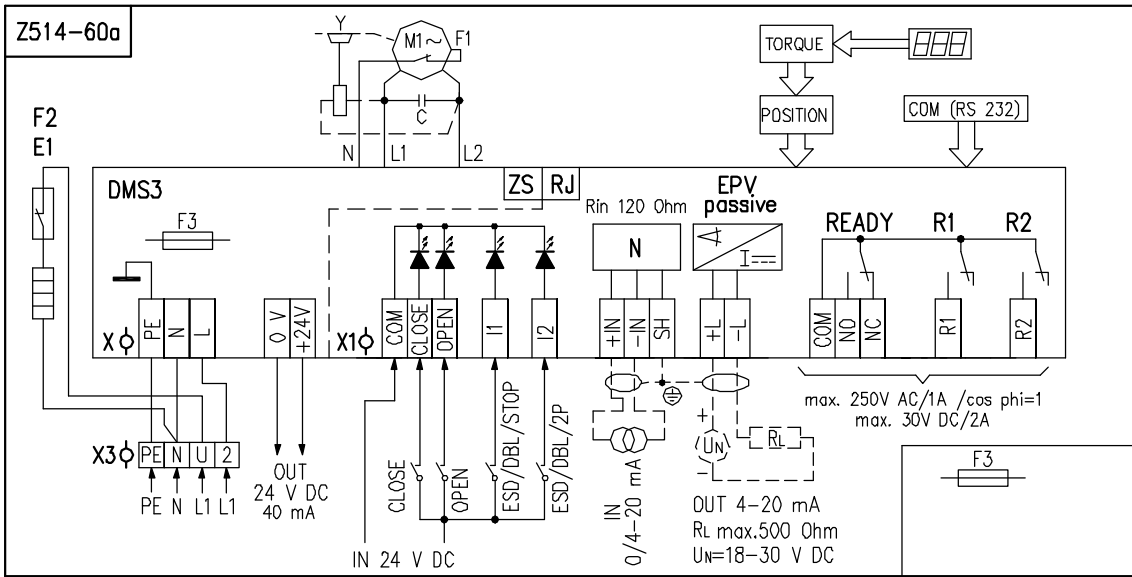 Z514-60a
Y
M1 ~
F1
C
N
L1
L2
TORQUE
POSITION
COM (RS 232)
F2
E1
DMS3
F3
ZS
RJ
Rin 120 Ohm
N
EPV
passive
I
READY
R1
R2
X
PE
N
L
0 V
+24V
X1
COM
CLOSE
OPEN
I1
I2
+IN
-IN
SH
+L
-L
COM
NO
NC
R1
R2
max. 250V AC/1A /cos phi=1
max. 30V DC/2A
X3
PE
N
U
2
PE
N
L1
L1
OUT
24 V DC
40 mA
CLOSE
OPEN
ESD/DBL/STOP
ESD/DBL/2P
IN 24 V DC
IN
0/4-20 mA
+
UN
-
RL
OUT 4-20 mA
RL max.500 Ohm
UN=18-30 V DC
F3